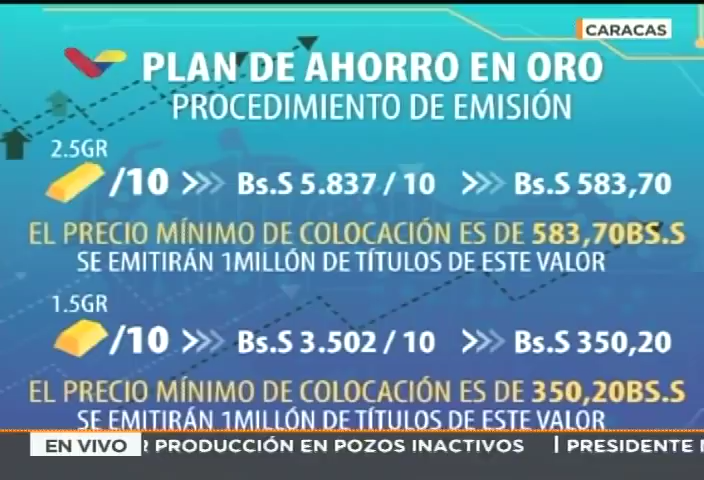 CARACAS
PLAN DE AHORRO EN ORO
PROCEDIMIENTO DE EMISIÓN
2.5GR
/10 >>>> Bs.S 5.837 / 10 >>>> Bs.S 583,70
EL PRECIO MÍNIMO DE COLOCACIÓN ES DE 583,70BS.S
SE EMITIRÁN 1MILLÓN DE TÍTULOS DE ESTE VALOR
1.5GR
/10 >>>> Bs.S 3.502 / 10 >>>> Bs.S 350,20
EL PRECIO MÍNIMO DE COLOCACIÓN ES DE 350,20BS.S
SE EMITIRÁN 1MILLÓN DE TÍTULOS DE ESTE VALOR
EN VIVO R PRODUCCIÓN EN POZOS INACTIVOS | PRESIDENTE